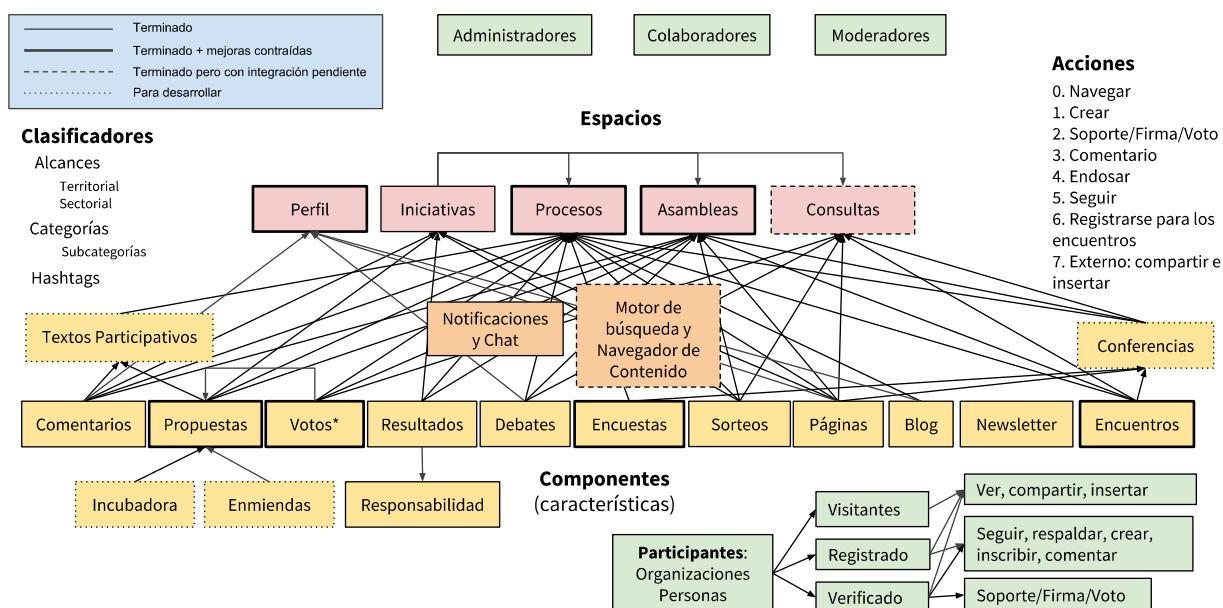 Terminado
Terminado + mejoras contraídas
Terminado pero con integración pendiente
Para desarrollar
Administradores
Colaboradores
Moderadores
Acciones
0. Navegar
1. Crear
2. Soporte/Firma/Voto
3. Comentario
4. Endosar
5. Seguir
6. Registrarse para los
encuentros
7. Externo: compartir e
insertar
Clasificadores
Alcances
Territorial
Sectorial
Categorías
Subcategorías
Hashtags
Espacios
Perfil
Iniciativas
Procesos
Asambleas
Consultas
Textos Participativos
Notificaciones
y Chat
Motor de
búsqueda y
Navegador de
Contenido
Conferencias
Comentarios
Propuestas
Votos*
Resultados
Debates
Encuestas
Sorteos
Páginas
Blog
Newsletter
Encuentros
Incubadora
Enmiendas
Responsabilidad
Componentes
(características)
Participantes:
Organizaciones
Personas
Visitantes
Registrado
Verificado
Ver, compartir, insertar
Seguir, respaldar, crear,
inscribir, comentar
Soporte/Firma/Voto